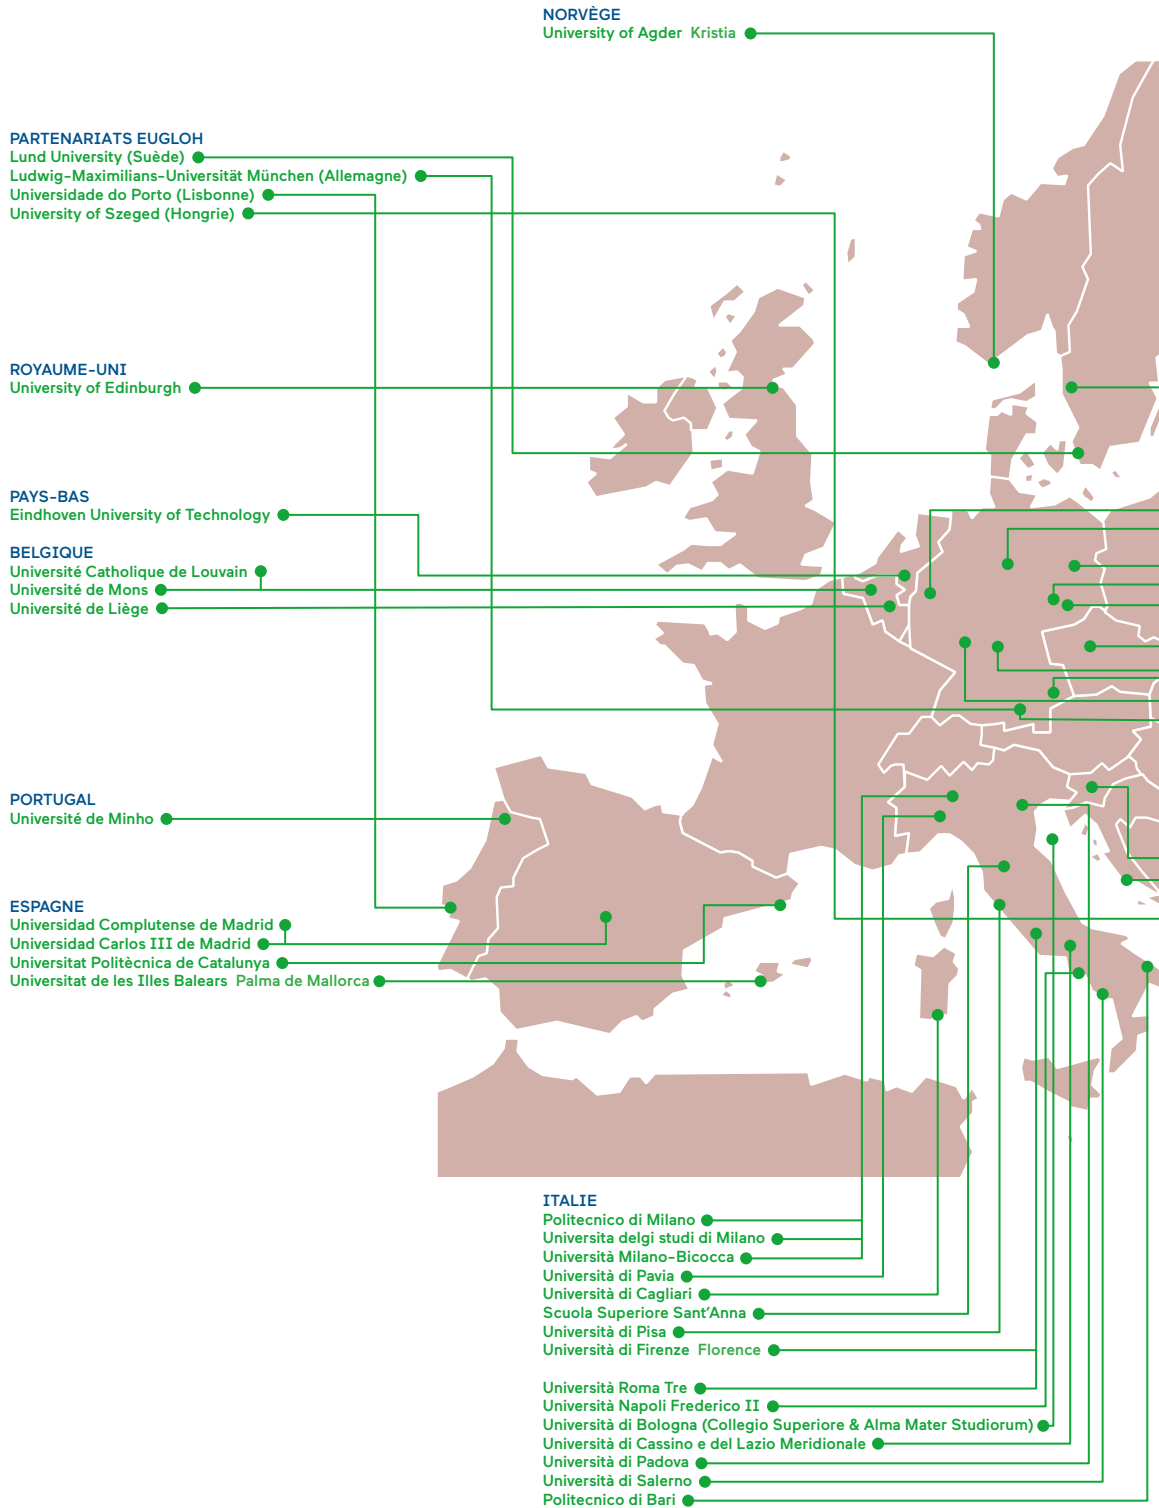 NORVÈGE
University of Agder Kristia
PARTENARIATS EUGLOH
Lund University (Suède)
Ludwig-Maximilians-Universität München (Allemagne)
Universidade do Porto (Lisbonne)
University of Szeged (Hongrie)
ROYAUME-UNI
University of Edinburgh
PAYS-BAS
Eindhoven University of Technology
BELGIQUE
Université Catholique de Louvain
Université de Mons
Université de Liège
PORTUGAL
Université de Minho
ESPAGNE
Universidad Complutense de Madrid
Universidad Carlos III de Madrid
Universitat Politècnica de Catalunya
Universitat de les Illes Balears Palma de Mallorca
ITALIE
Politecnico di Milano
Universita delgi studi di Milano
Università Milano-Bicocca
Università di Pavia
Università di Cagliari
Scuola Superiore Sant'Anna
Università di Pisa
Università di Firenze Florence
Università Roma Tre
Università Napoli Frederico II
Università di Bologna (Collegio Superiore & Alma Mater Studiorum)
Università di Cassino e del Lazio Meridionale
Università di Padova
Università di Salerno
Politecnico di Bari